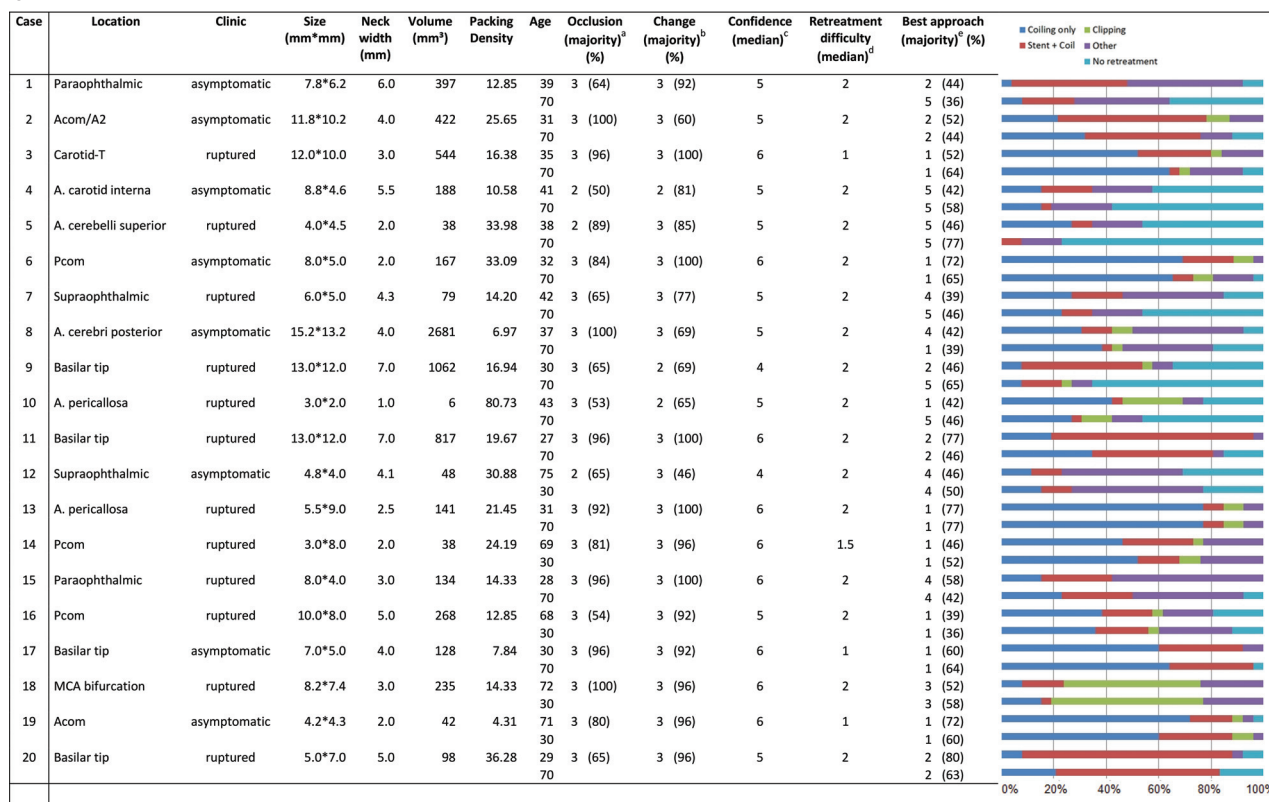 Case Location Clinic Size (mm*mm) Neck width (mm) Volume (mm³) Packing Density Age Occlusion (majority)a (%) Change (majority)b (%) Confidence (median)c Retreatment difficulty (median)d Best approach (majority)e (%)
Coiling only Clipping
Stent + Coil Other
No retreatment
1 Paraophthalmic asymptomatic 7.8*6.2 6.0 397 12.85 39 3 (64) 3 (92) 5 2 2 (44)
70 5 (36)
2 Acom/A2 asymptomatic 11.8*10.2 4.0 422 25.65 31 3 (100) 3 (60) 5 2 2 (52)
70 2 (44)
3 Carotid-T ruptured 12.0*10.0 3.0 544 16.38 35 3 (96) 3 (100) 6 1 1 (52)
70 1 (64)
4 A. carotid interna asymptomatic 8.8*4.6 5.5 188 10.58 41 2 (50) 2 (81) 5 2 5 (42)
70 5 (58)
5 A. cerebelli superior ruptured 4.0*4.5 2.0 38 33.98 38 2 (89) 3 (85) 5 2 5 (46)
70 5 (77)
6 Pcom asymptomatic 8.0*5.0 2.0 167 33.09 32 3 (84) 3 (100) 6 2 1 (72)
70 1 (65)
7 Supraophthalmic ruptured 6.0*5.0 4.3 79 14.20 42 3 (65) 3 (77) 5 2 4 (39)
70 5 (46)
8 A. cerebri posterior asymptomatic 15.2*13.2 4.0 2681 6.97 37 3 (100) 3 (69) 5 2 4 (42)
70 1 (39)
9 Basilar tip ruptured 13.0*12.0 7.0 1062 16.94 30 3 (65) 2 (69) 4 2 2 (46)
70 5 (65)
10 A. pericallosa ruptured 3.0*2.0 1.0 6 80.73 43 3 (53) 2 (65) 5 2 1 (42)
70 5 (46)
11 Basilar tip ruptured 13.0*12.0 7.0 817 19.67 27 3 (96) 3 (100) 6 2 2 (77)
70 2 (46)
12 Supraophthalmic asymptomatic 4.8*4.0 4.1 48 30.88 75 2 (65) 3 (46) 4 2 4 (46)
30 4 (50)
13 A. pericallosa ruptured 5.5*9.0 2.5 141 21.45 31 3 (92) 3 (100) 6 2 1 (77)
70 1 (77)
14 Pcom ruptured 3.0*8.0 2.0 38 24.19 69 3 (81) 3 (96) 6 1.5 1 (46)
30 1 (52)
15 Paraophthalmic ruptured 8.0*4.0 3.0 134 14.33 28 3 (96) 3 (100) 6 2 4 (58)
70 4 (42)
16 Pcom ruptured 10.0*8.0 5.0 268 12.85 68 3 (54) 3 (92) 5 2 1 (39)
30 1 (36)
17 Basilar tip asymptomatic 7.0*5.0 4.0 128 7.84 30 3 (96) 3 (92) 6 1 1 (60)
70 1 (64)
18 MCA bifurcation ruptured 8.2*7.4 3.0 235 14.33 72 3 (100) 3 (96) 6 2 3 (52)
30 3 (58)
19 Acom asymptomatic 4.2*4.3 2.0 42 4.31 71 3 (80) 3 (96) 6 1 1 (72)
30 1 (60)
20 Basilar tip ruptured 5.0*7.0 5.0 98 36.28 29 3 (65) 3 (96) 5 2 2 (80)
70 2 (63)
0% 20% 40% 60% 80% 100%